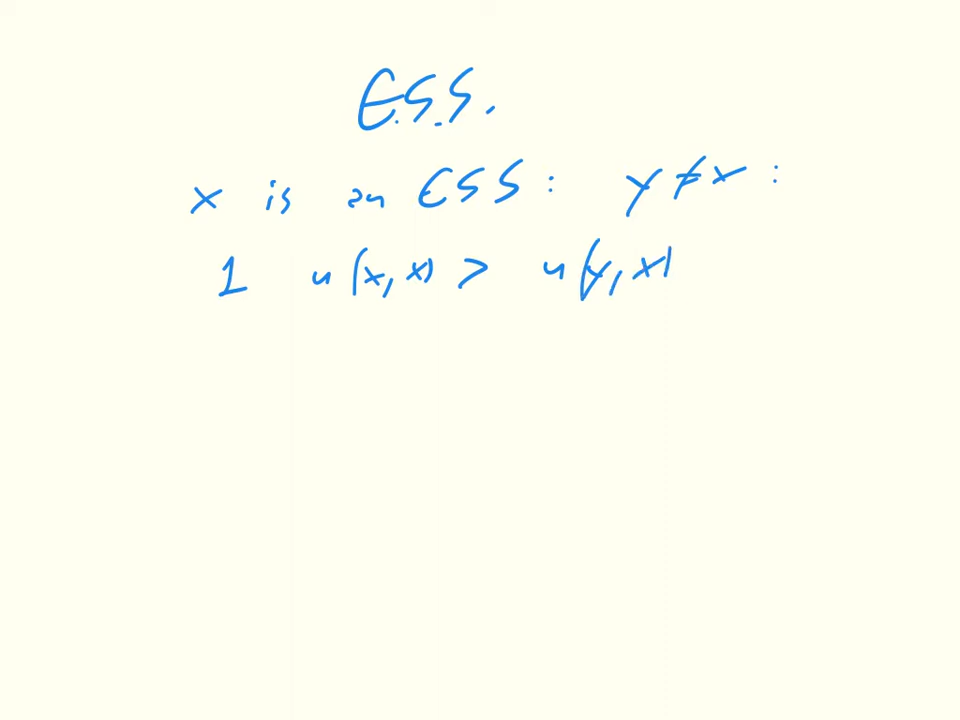 E.S.S.
x is an ESS: y ≠ x:
1 u(x, x) > u(y, x)